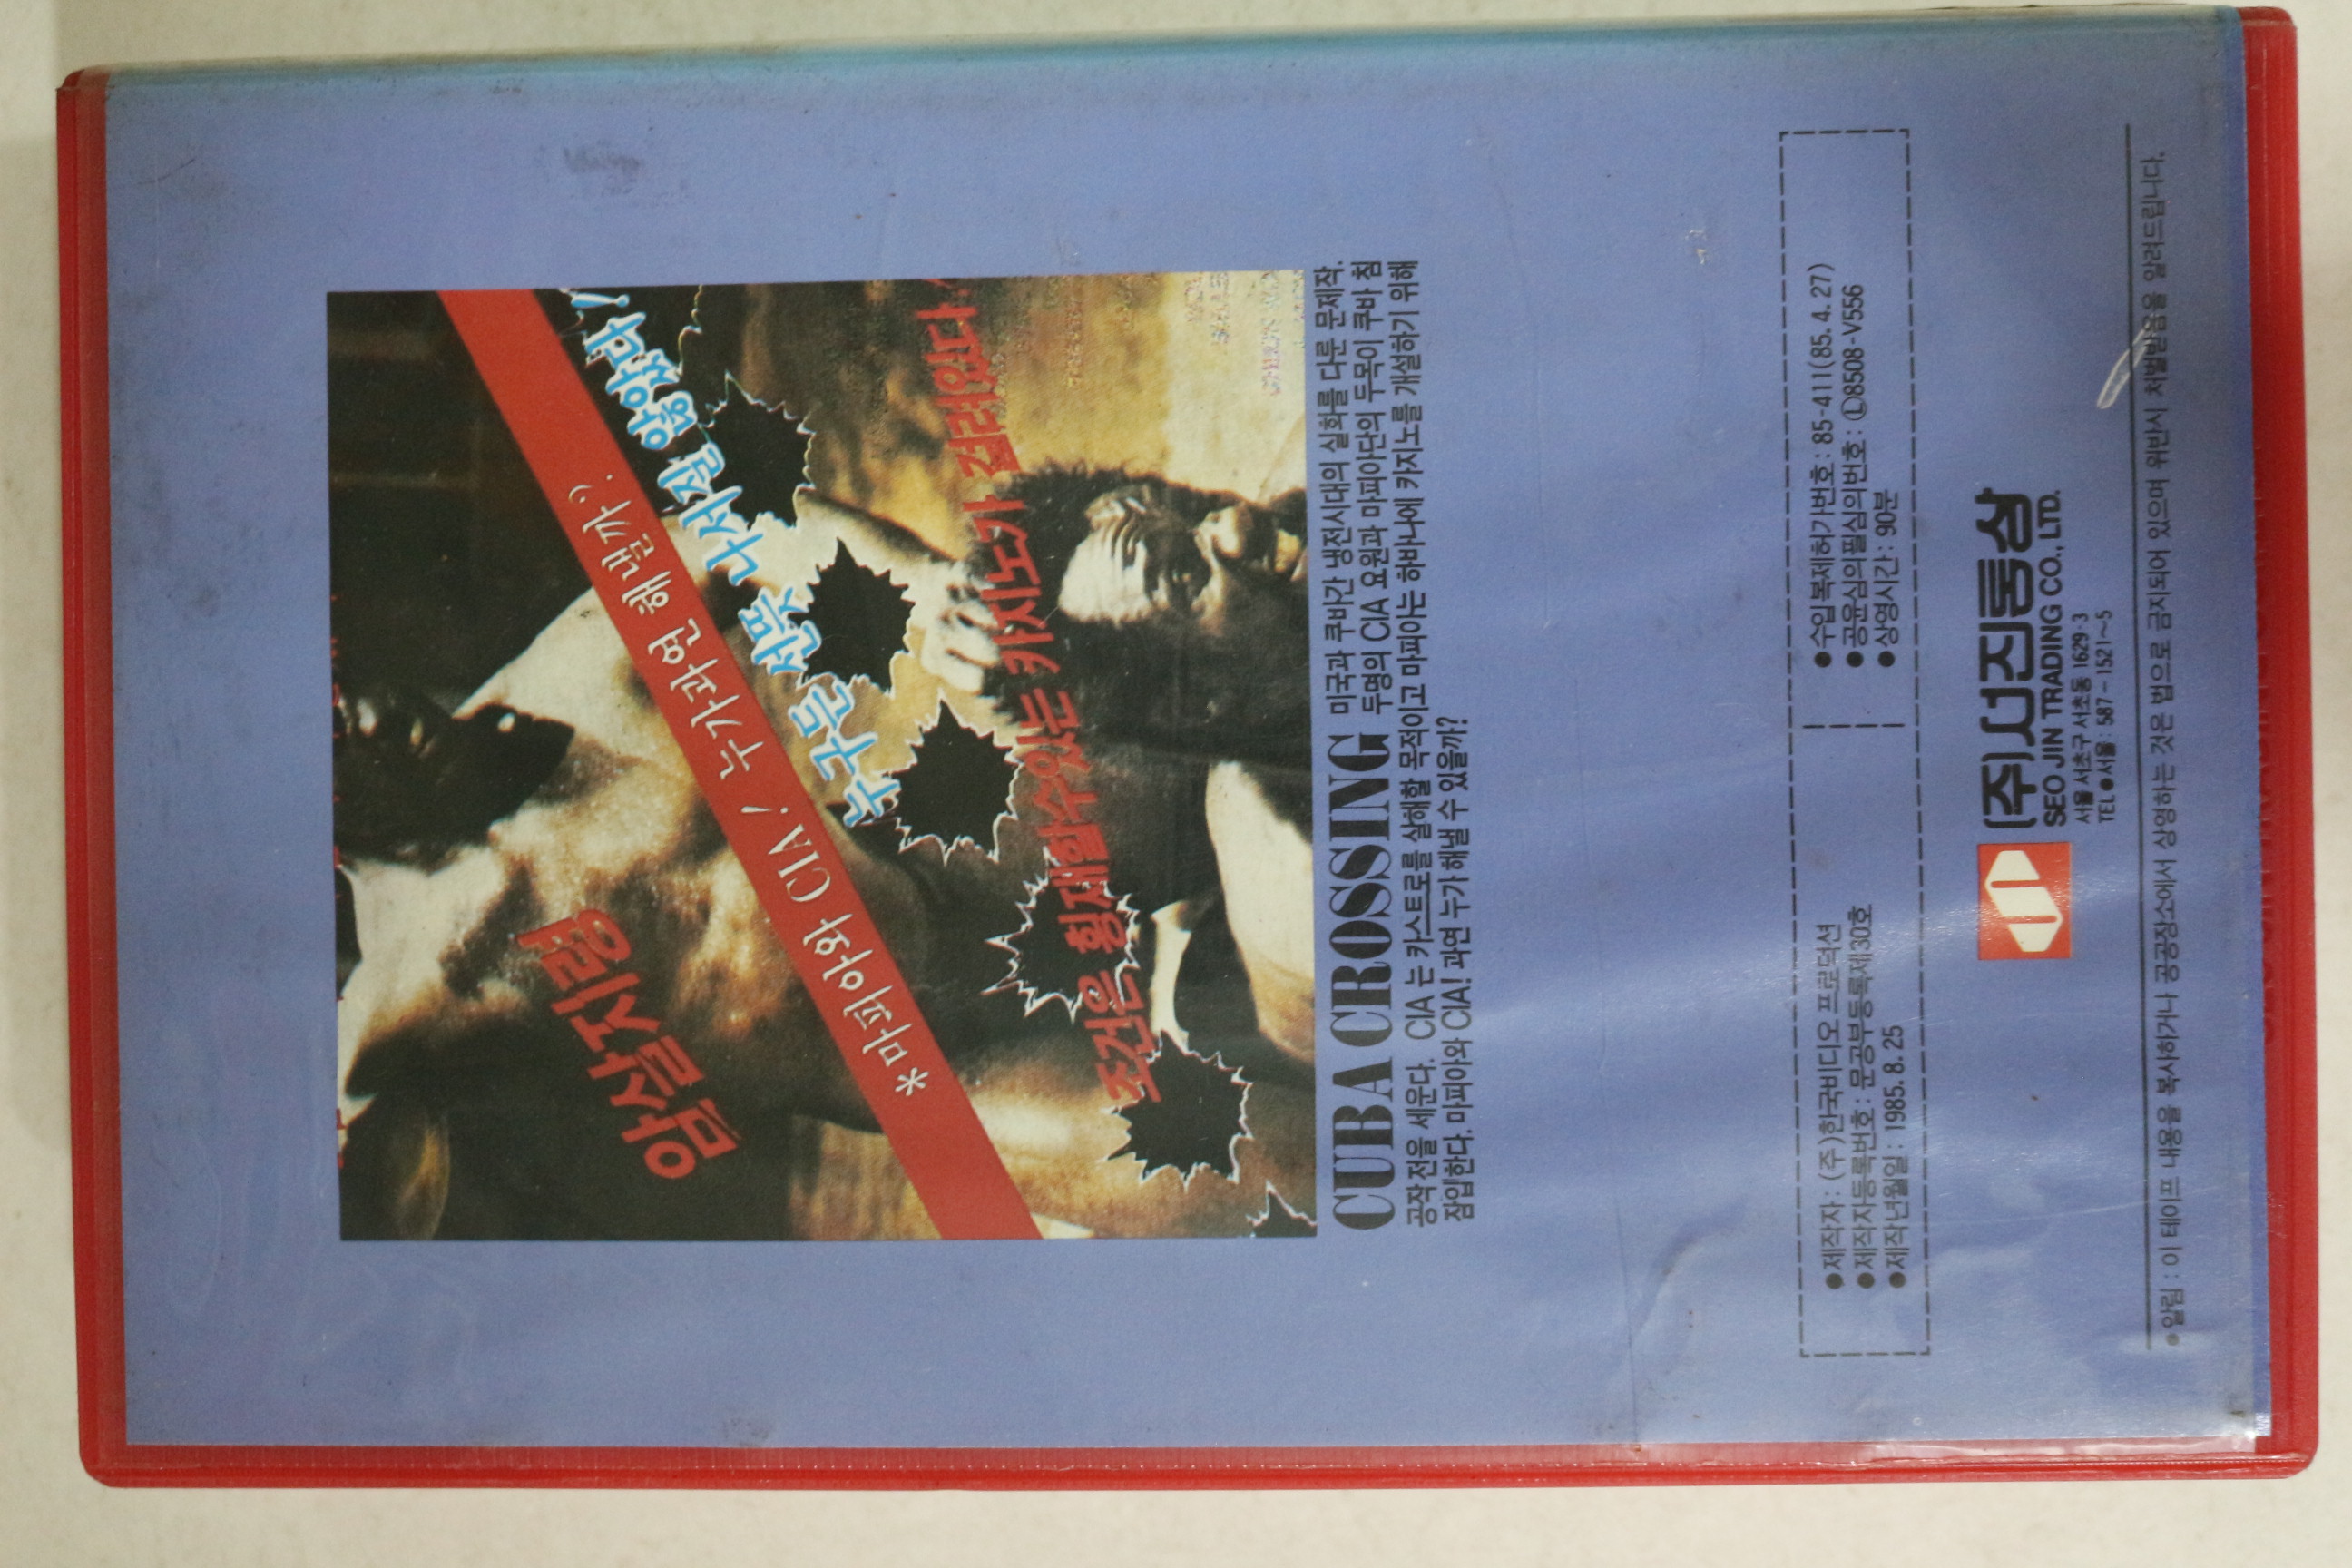 암살지령
*마피아와 CIA! 누가과연 해낼까?
누구든 선뜻 나서질 않았다!
조건은 횡재할수있는 카지노가 걸려있다
CUBA CROSSING 미국과 쿠바간 냉전시대의 실화를 다룬 문제작.
두명의 CIA 요원과 마피아단의 두목이 쿠바 침
공작전을 세운다. CIA는 카스트로를 살해할 목적이고 마피아는 하바나에 카지노를 개설하기 위해
잠입한다. 마피아와 CIA! 과연 누가 해낼 수 있을까?
●제작자: (주)한국비디오 프로덕션
●제작자등록번호: 문공부등록제30호
●제작년월일: 1985. 8. 25
●수입복제허가번호: 85-411(85. 4. 27)
●공윤심의필심의번호: Ⓛ8508-V556
●상영시간: 90분
(주)서진통상
SEO JIN TRADING CO., LTD.
서울 서초구 서초동 1629-3
TEL ●서울: 587-1521~5
●알림: 이 테이프 내용을 복사하거나 공공장소에서 상영하는 것은 법으로 금지되어 있으며 위반시 처벌받음을 알려드립니다.